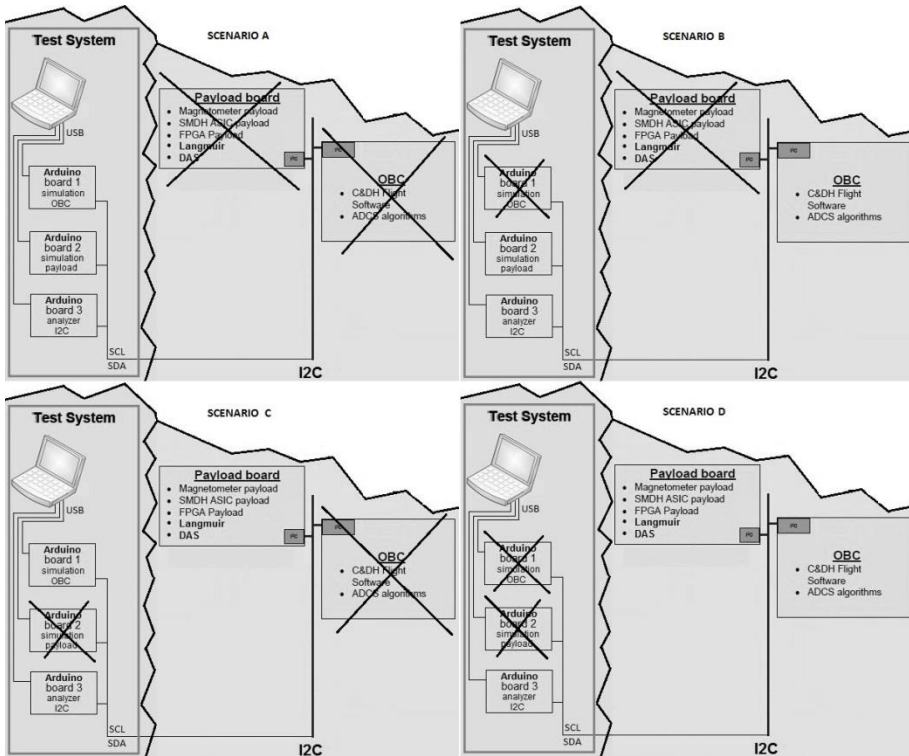 SCENARIO A
Test System
USB
Arduino
board 1
simulation
OBC
Arduino
board 2
simulation
payload
Arduino
board 3
analyzer
I2C
SCL
SDA
Payload board
• Magnetometer payload
• SMDH ASIC payload
• FPGA Payload
• Langmuir
• DAS
OBC
• C&DH Flight
Software
• ADCS algorithms
I2C
SCENARIO B
Test System
USB
Arduino
board 1
simulation
OBC
Arduino
board 2
simulation
payload
Arduino
board 3
analyzer
I2C
SCL
SDA
Payload board
• Magnetometer payload
• SMDH ASIC payload
• FPGA Payload
• Langmuir
• DAS
OBC
• C&DH Flight
Software
• ADCS algorithms
I2C
SCENARIO C
Test System
USB
Arduino
board 1
simulation
OBC
Arduino
board 2
simulation
payload
Arduino
board 3
analyzer
I2C
SCL
SDA
Payload board
• Magnetometer payload
• SMDH ASIC payload
• FPGA Payload
• Langmuir
• DAS
OBC
• C&DH Flight
Software
• ADCS algorithms
I2C
SCENARIO D
Test System
USB
Arduino
board 1
simulation
OBC
Arduino
board 2
simulation
payload
Arduino
board 3
analyzer
I2C
SCL
SDA
Payload board
• Magnetometer payload
• SMDH ASIC payload
• FPGA Payload
• Langmuir
• DAS
OBC
• C&DH Flight
Software
• ADCS algorithms
I2C